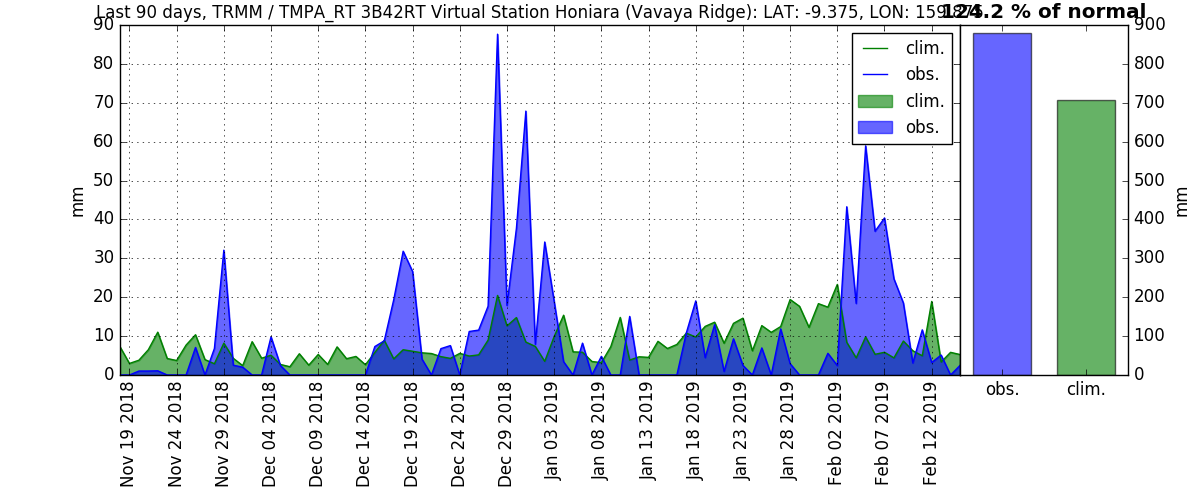 Last 90 days, TRMM / TMPA_RT 3B42RT Virtual Station Honiara (Vavaya Ridge): LAT: -9.375, LON:
124.2 % of normal
90
80
70
60
50
40
30
20
10
0
mm
clim.
obs.
clim.
obs.
900
800
700
600
500
400
300
200
100
0
mm
Nov 19 2018
Nov 24 2018
Nov 29 2018
Dec 04 2018
Dec 09 2018
Dec 14 2018
Dec 19 2018
Dec 24 2018
Dec 29 2018
Jan 03 2019
Jan 08 2019
Jan 13 2019
Jan 18 2019
Jan 23 2019
Jan 28 2019
Feb 02 2019
Feb 07 2019
Feb 12 2019
obs.
clim.